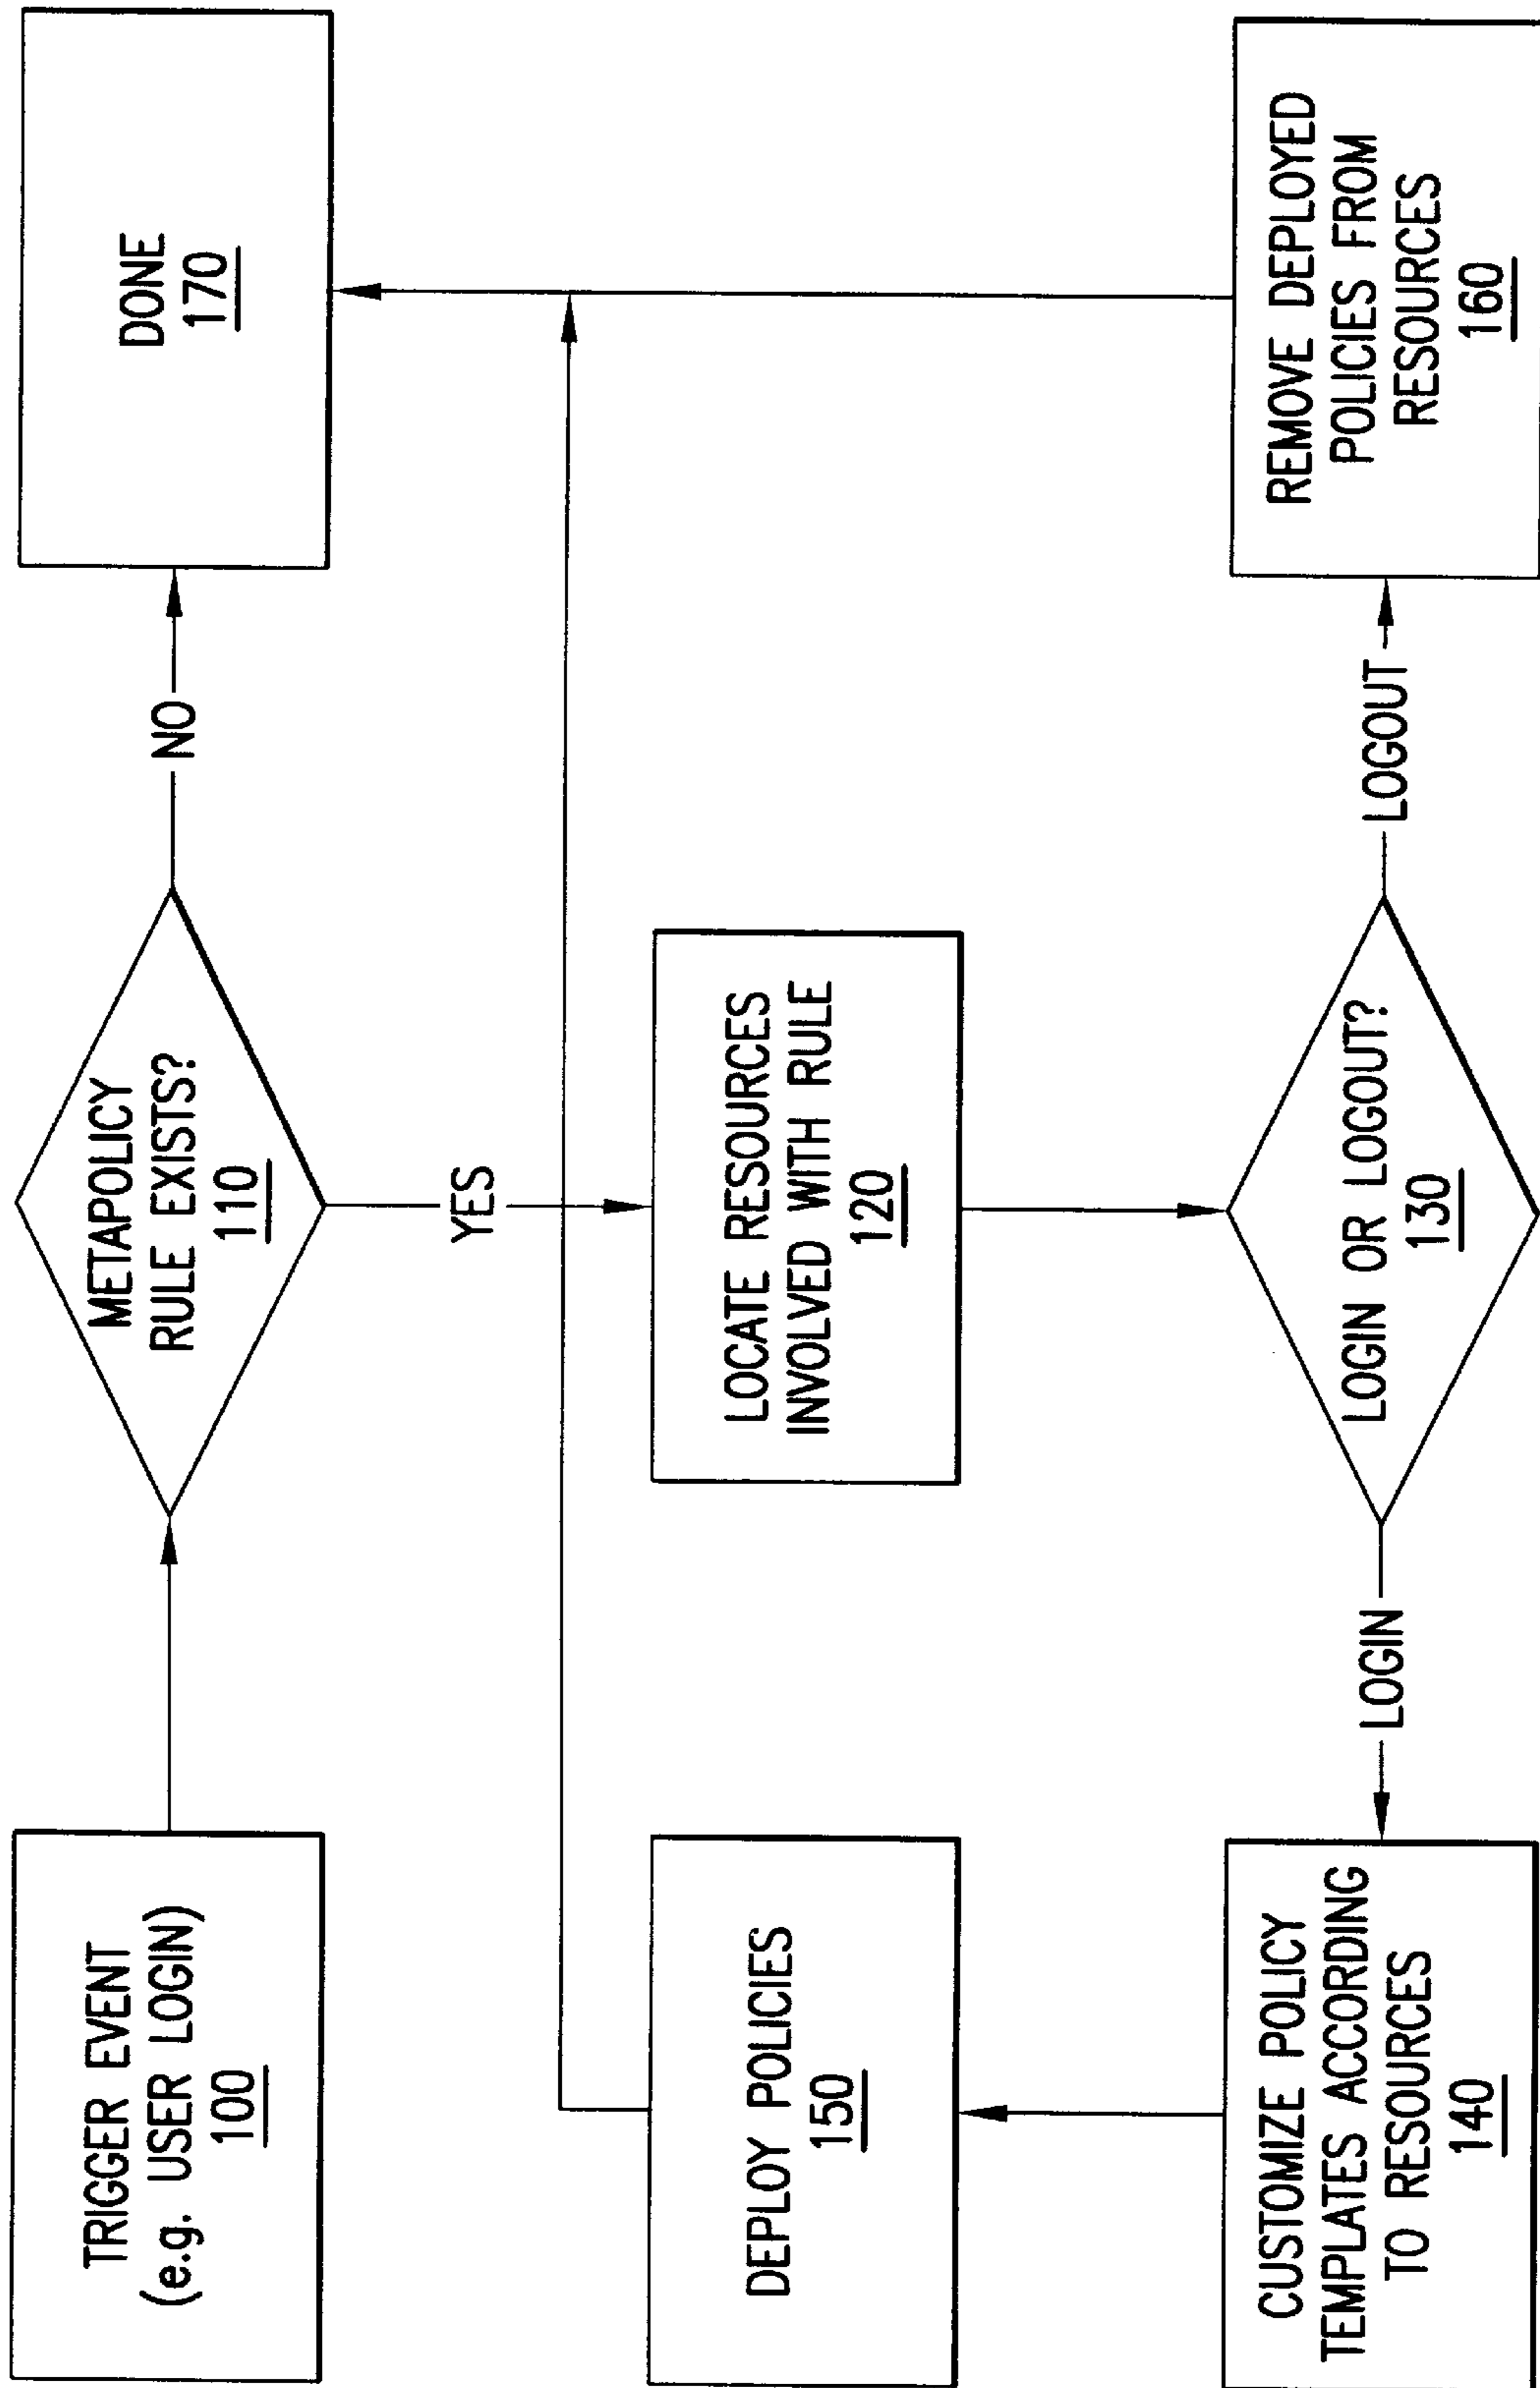 TRIGGER EVENT
(e.g. USER LOGIN)
100
METAPOLICY
RULE EXISTS?
110
NO
DONE
170
YES
LOCATE RESOURCES
INVOLVED WITH RULE
120
LOGIN OR LOGOUT?
130
LOGIN
CUSTOMIZE POLICY
TEMPLATES ACCORDING
TO RESOURCES
140
DEPLOY POLICIES
150
LOGOUT
REMOVE DEPLOYED
POLICIES FROM
RESOURCES
160